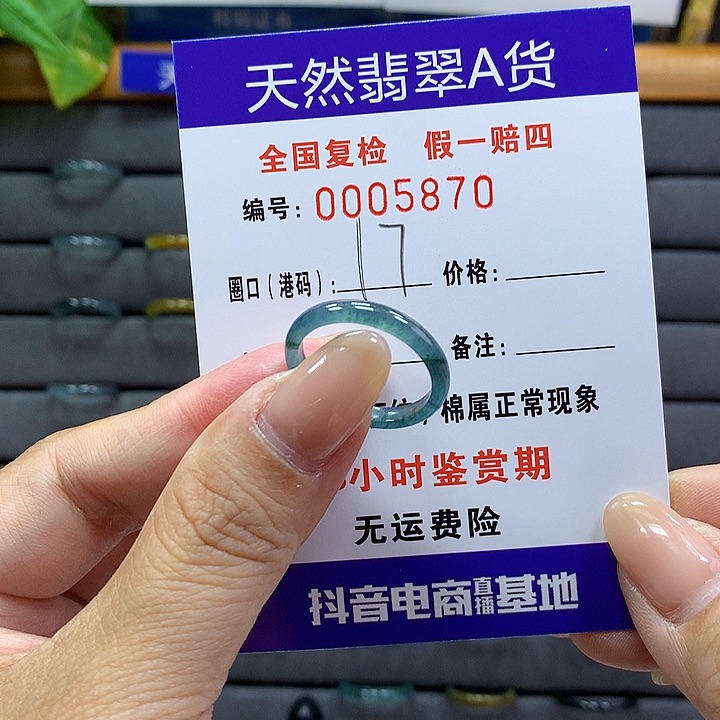 天然翡翠A货
全国复检 假一赔四
编号：0005870
圈口（港码）：17 价格：
备注：
棉属正常现象
小时鉴赏期
无运费险
抖音电商直播基地